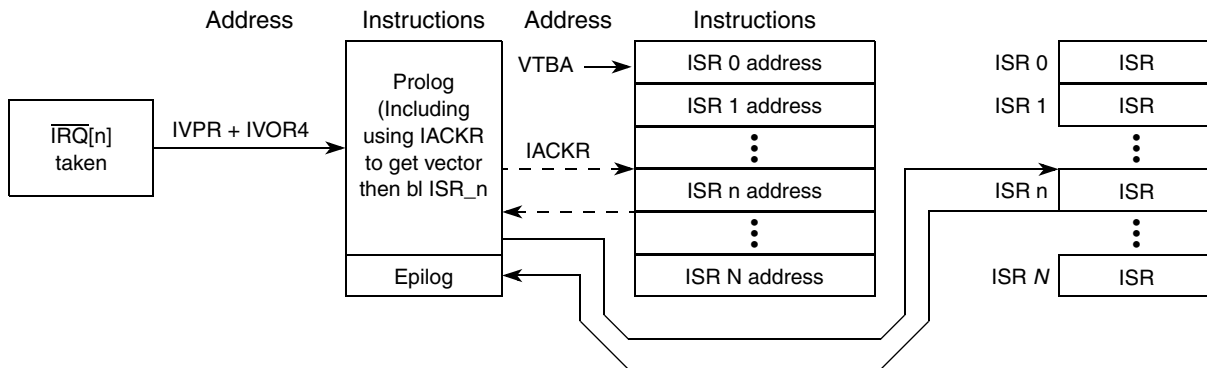 Address Instructions Address Instructions
IRQ[n]
taken
IVPR + IVOR4
Prolog
(Including
using IACKR
to get vector
then bl ISR_n
Epilog
VTBA
IACKR
ISR 0 address
ISR 1 address
ISR n address
ISR N address
ISR 0 ISR
ISR 1 ISR
ISR n ISR
ISR N ISR